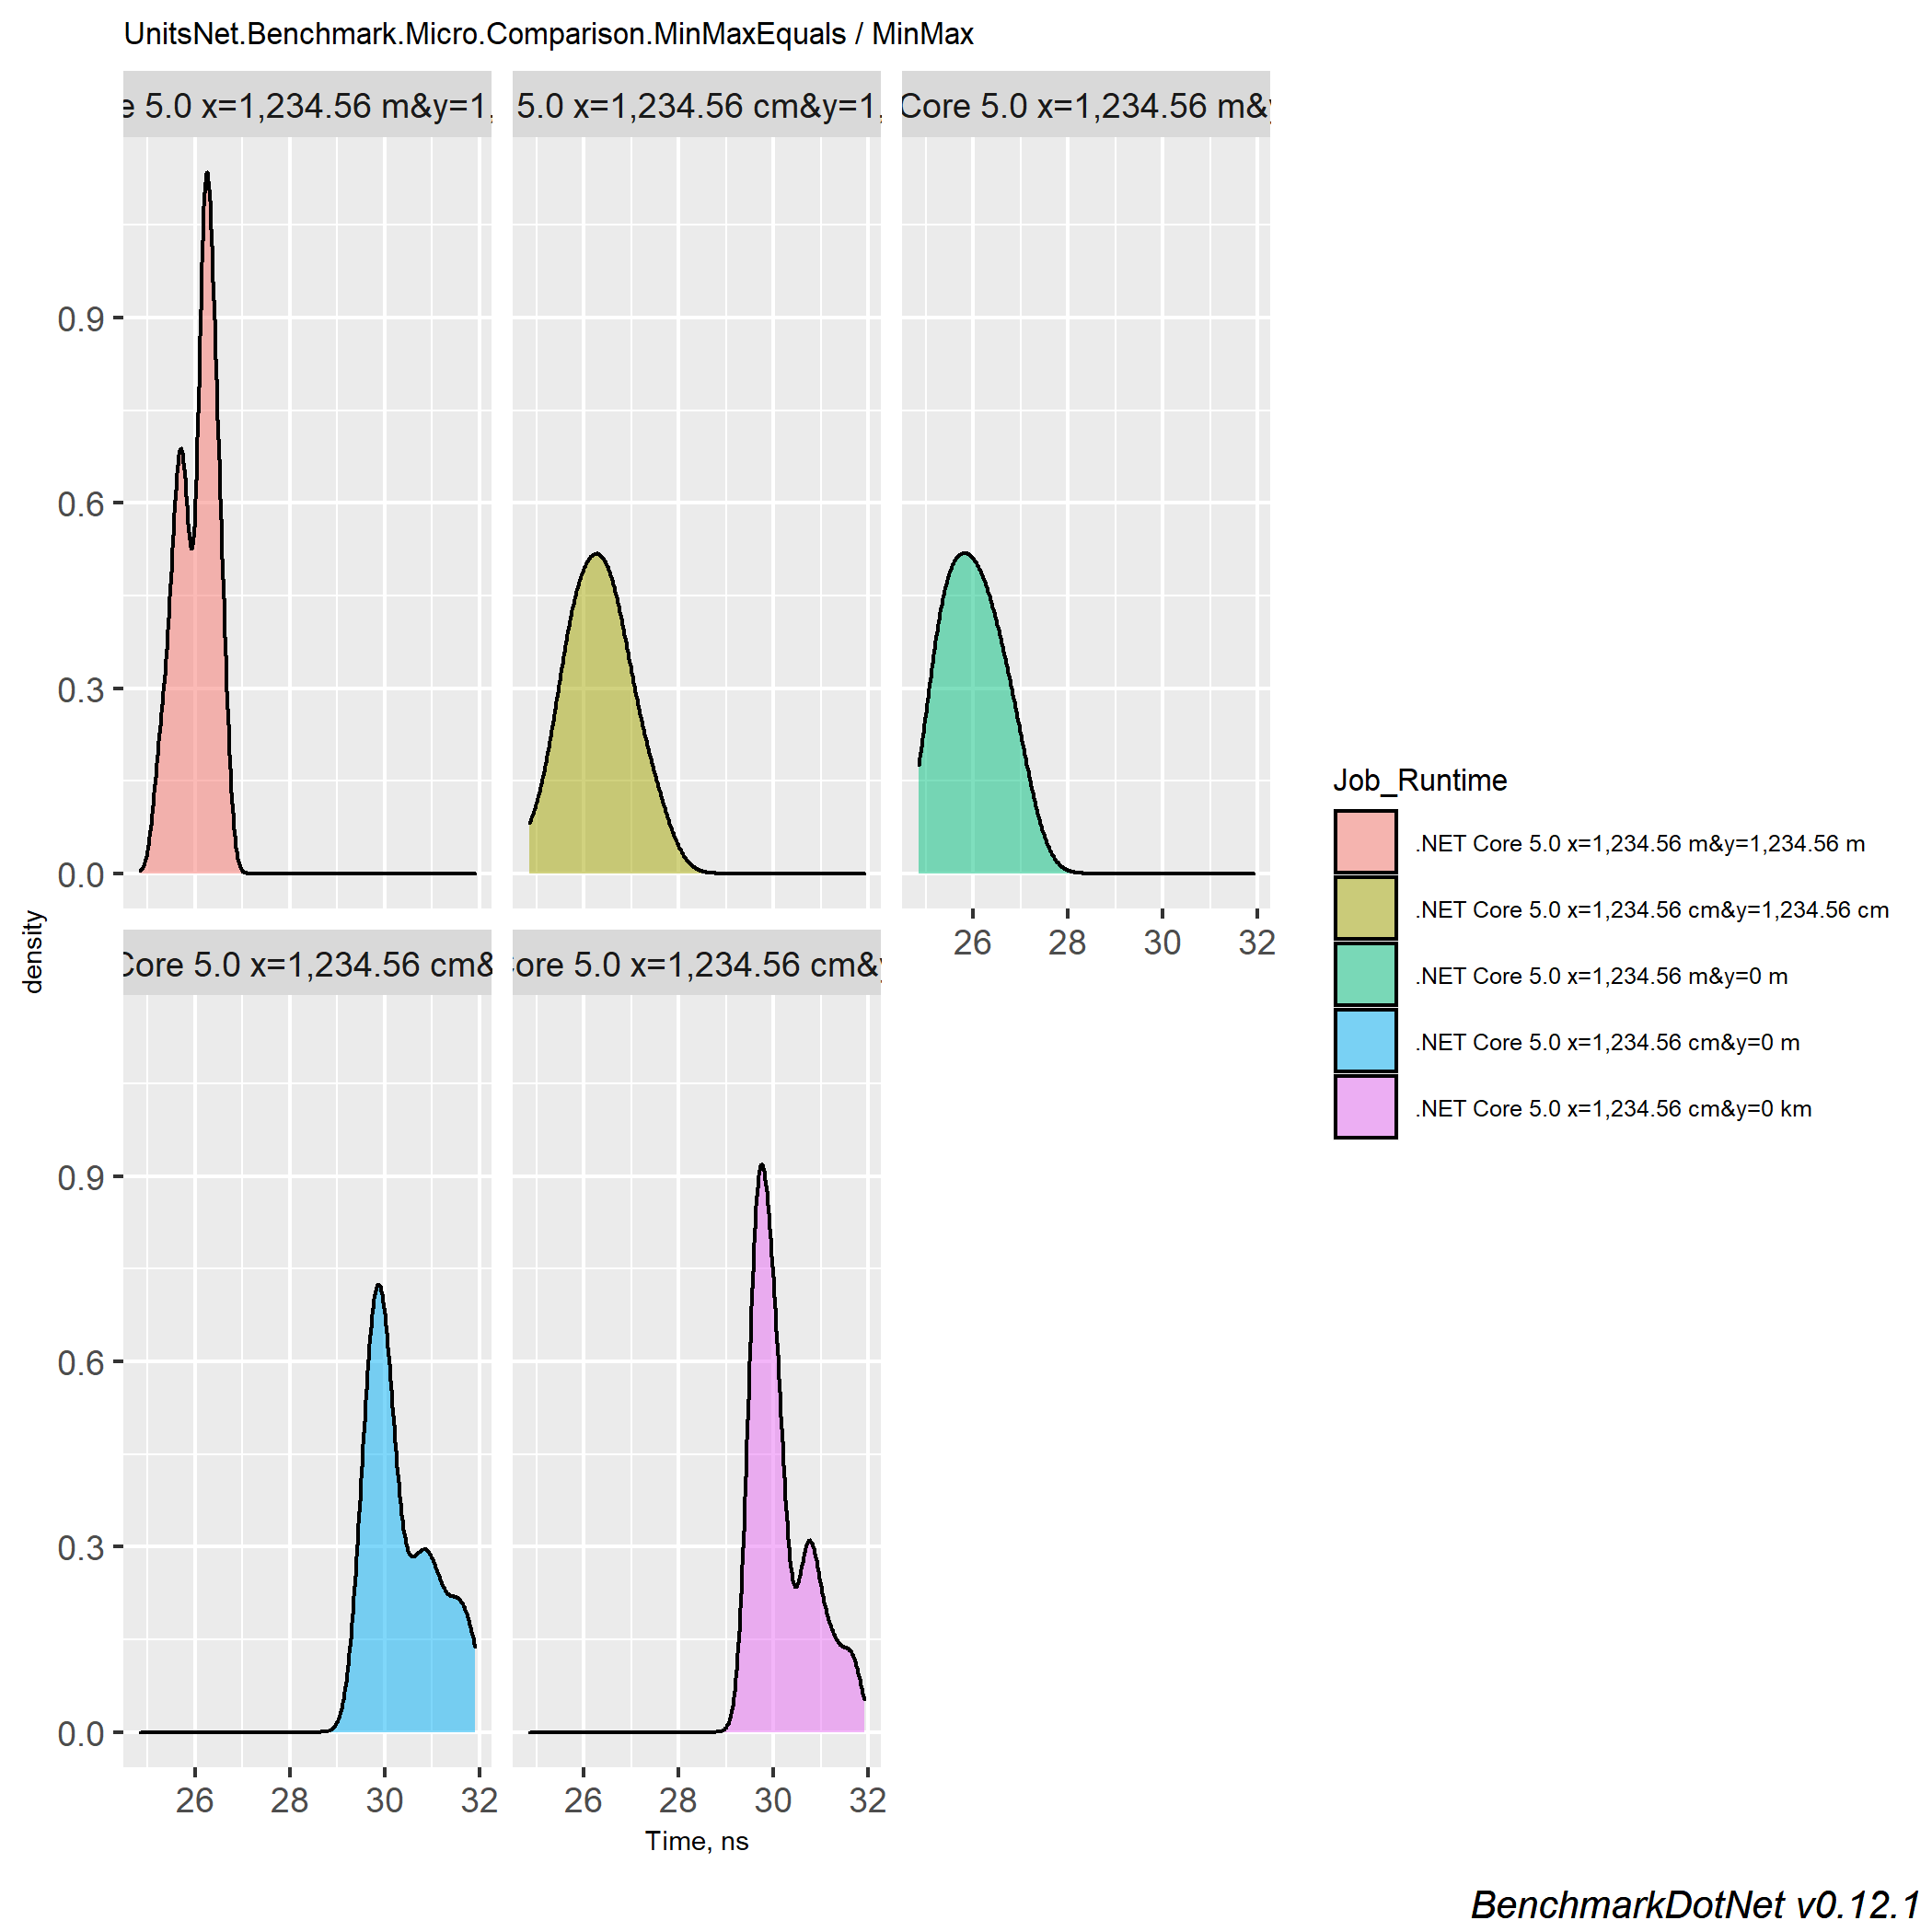 UnitsNet.Benchmark.Micro.Comparison.MinMaxEquals / MinMax
e 5.0 x=1,234.56 m&y=1,
5.0 x=1,234.56 cm&y=1,
Core 5.0 x=1,234.56 m&y
0.9
0.6
0.3
0.0
26 28 30 32
density
Core 5.0 x=1,234.56 cm&
Core 5.0 x=1,234.56 cm&y
0.9
0.6
0.3
0.0
26 28 30 32
26 28 30 32
Time, ns
Job_Runtime
.NET Core 5.0 x=1,234.56 m&y=1,234.56 m
.NET Core 5.0 x=1,234.56 cm&y=1,234.56 cm
.NET Core 5.0 x=1,234.56 m&y=0 m
.NET Core 5.0 x=1,234.56 cm&y=0 m
.NET Core 5.0 x=1,234.56 cm&y=0 km
BenchmarkDotNet v0.12.1